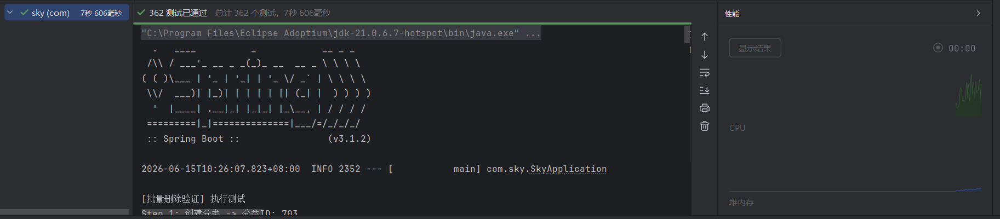 sky (com) 7秒 606毫秒
362 测试已通过 总计 362 个测试，7秒 606毫秒
"C:\Program Files\Eclipse Adoptium\jdk-21.0.6.7-hotspot\bin\java.exe" ...
  .   ____          _            __ _ _
 /\\ / ___'_ __ _ _(_)_ __  __ _ \ \ \ \
( ( )\___ | '_ | '_| | '_ \/ _` | \ \ \ \
 \\/  ___)| |_)| | | | | || (_| |  ) ) ) )
  '  |____| .__|_| |_|_| |_\__, | / / / /
 =========|_|==============|___/=/_/_/_/
 :: Spring Boot ::                (v3.1.2)
2026-06-15T10:26:07.823+08:00  INFO 2352 --- [           main] com.sky.SkyApplication
[批量删除验证] 执行测试
Step 1: 创建分类 -> 分类ID: 703
性能
显示结果
00:00
CPU
堆内存